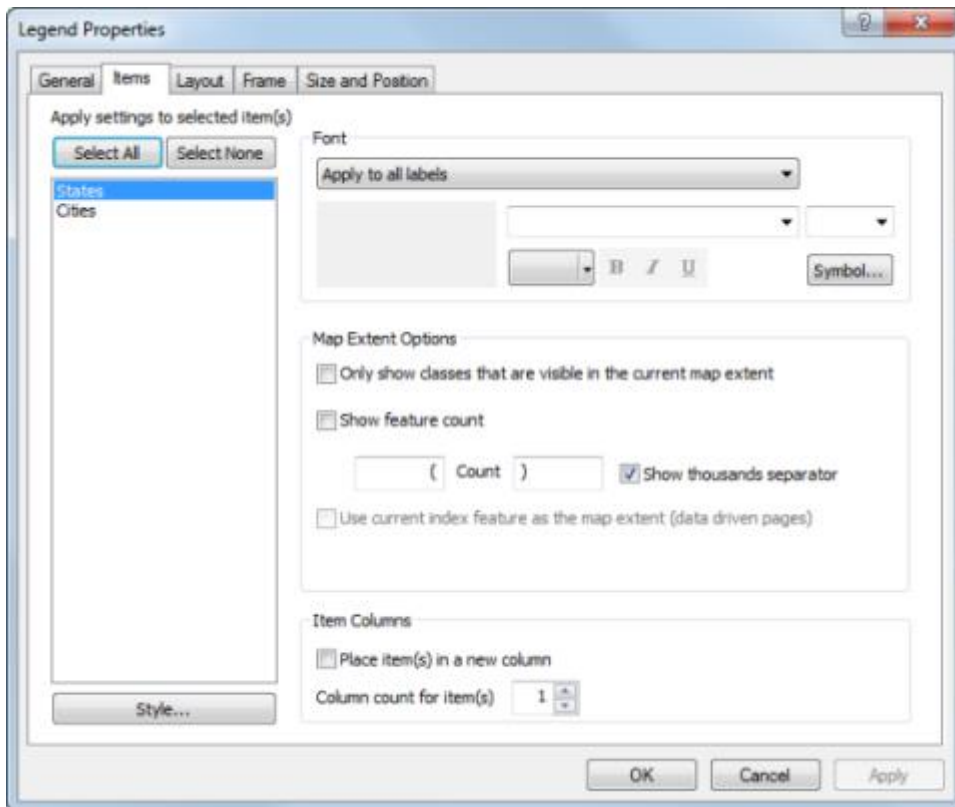 Legend Properties
?
General Items Layout Frame Size and Position
Apply settings to selected item(s)
Select All Select None
States
Cities
Style...
Font
Apply to all labels
B I U
Symbol...
Map Extent Options
Only show classes that are visible in the current map extent
Show feature count
( Count )
Show thousands separator
Use current index feature as the map extent (data driven pages)
Item Columns
Place item(s) in a new column
Column count for item(s) 1
OK Cancel Apply